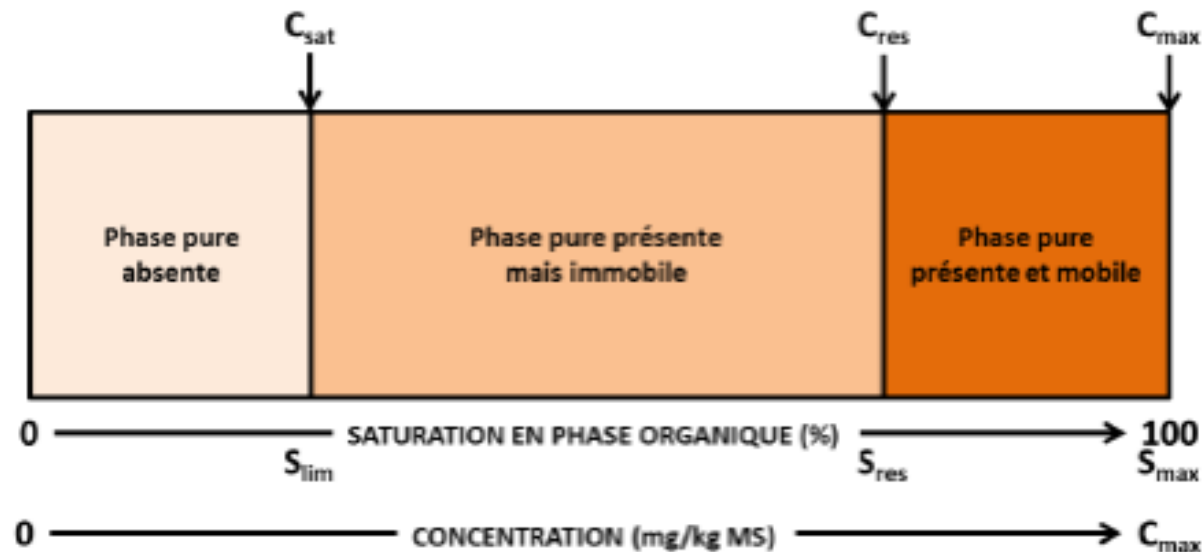 Csat Cres Cmax
Phase pure
absente
Phase pure présente
mais immobile
Phase pure
présente et mobile
0 SATURATION EN PHASE ORGANIQUE (%) 100
Slim Sres Smax
0 CONCENTRATION (mg/kg MS) Cmax